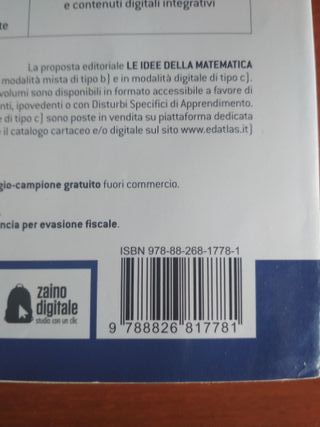 e contenuti digitali integrativi
te
La proposta editoriale LE IDEE DELLA MATEMATICA
modalità mista di tipo b) e in modalità digitale di tipo c).
volumi sono disponibili in formato accessibile a favore di
nti, ipovedenti o con Disturbi Specifici di Apprendimento.
e di tipo c) sono poste in vendita su piattaforma dedicata
il catalogo cartaceo e/o digitale sul sito www.edatlas.it)
gio-campione gratuito fuori commercio.
ncia per evasione fiscale.
ISBN 978-88-268-1778-1
zaino
digitale
studia con un clic
9 788826 817781